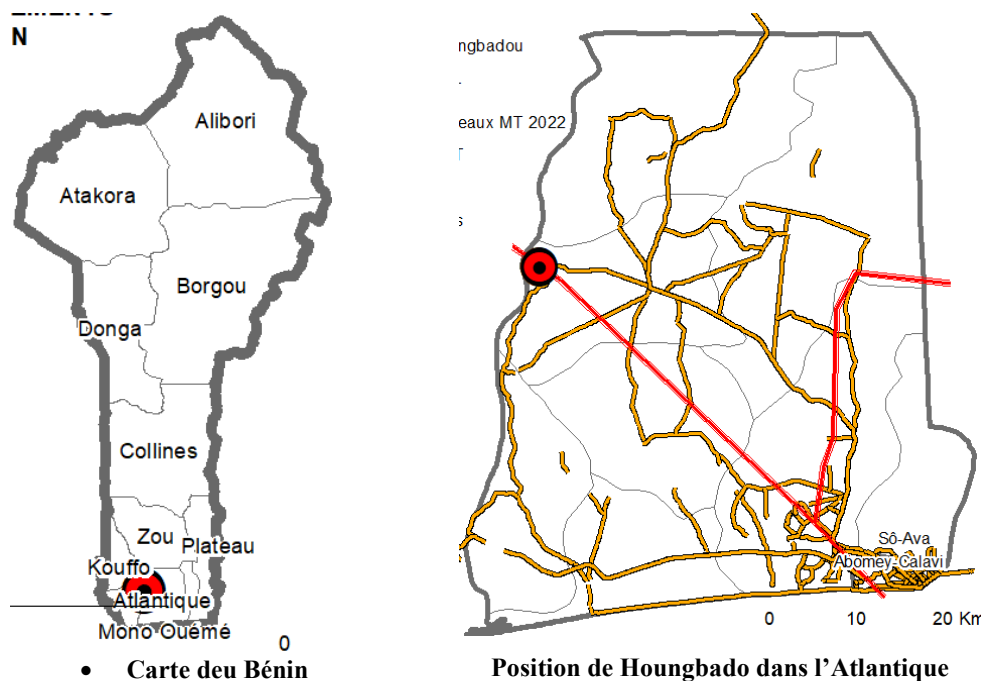 EMENTS
N
Alibori
Atakora
Borgou
Donga
Collines
Zou
Plateau
Kouffo
Atlantique
Mono Ouémé
0
• Carte deu Bénin
ngbadou
eaux MT 2022
T
s
Sô-Ava
Abomey-Calavi
0 10 20 Km
Position de Houngbado dans l’Atlantique